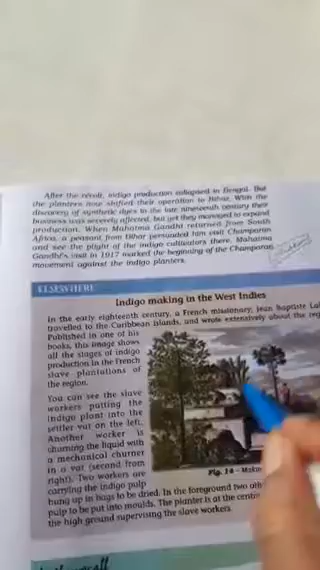 After the revolt, indigo production collapsed in Bengal. But
the planters now shifted their operation to Bihar. With the
discovery of synthetic dyes in the late nineteenth century their
business was severely affected, but yet they managed to expand
production. When Mahatma Gandhi returned from South
Africa, a peasant from Bihar persuaded him visit Champaran
and see the plight of the indigo cultivators there. Mahatma
Gandhi's visit in 1917 marked the beginning of the Champaran
movement against the indigo planters.
ELSEWHERE
Indigo making in the West Indies
In the early eighteenth century, a French missionary, Jean Baptiste
travelled to the Caribbean islands, and wrote extensively about the
Published in one of his
books, this image shows
all the stages of indigo
production in the French
slave plantations of
the region.
You can see the slave
workers putting the
indigo plant into the
settler vat on the left.
Another worker is
churning the liquid with
a mechanical churner
in a vat (second from
right). Two workers are
carrying the indigo pulp
hung up in bags to be dried. In the foreground two
pulp to be put into moulds. The planter is at the
the high ground supervising the slave workers.
Fig. 14 –